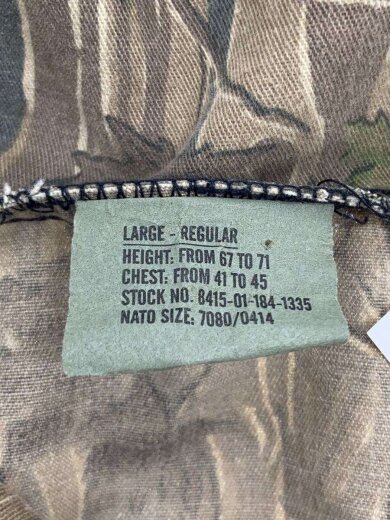 LARGE - REGULAR
HEIGHT: FROM 67 TO 71
CHEST: FROM 41 TO 45
STOCK NO. 8415-01-184-1335
NATO SIZE: 7080/0414